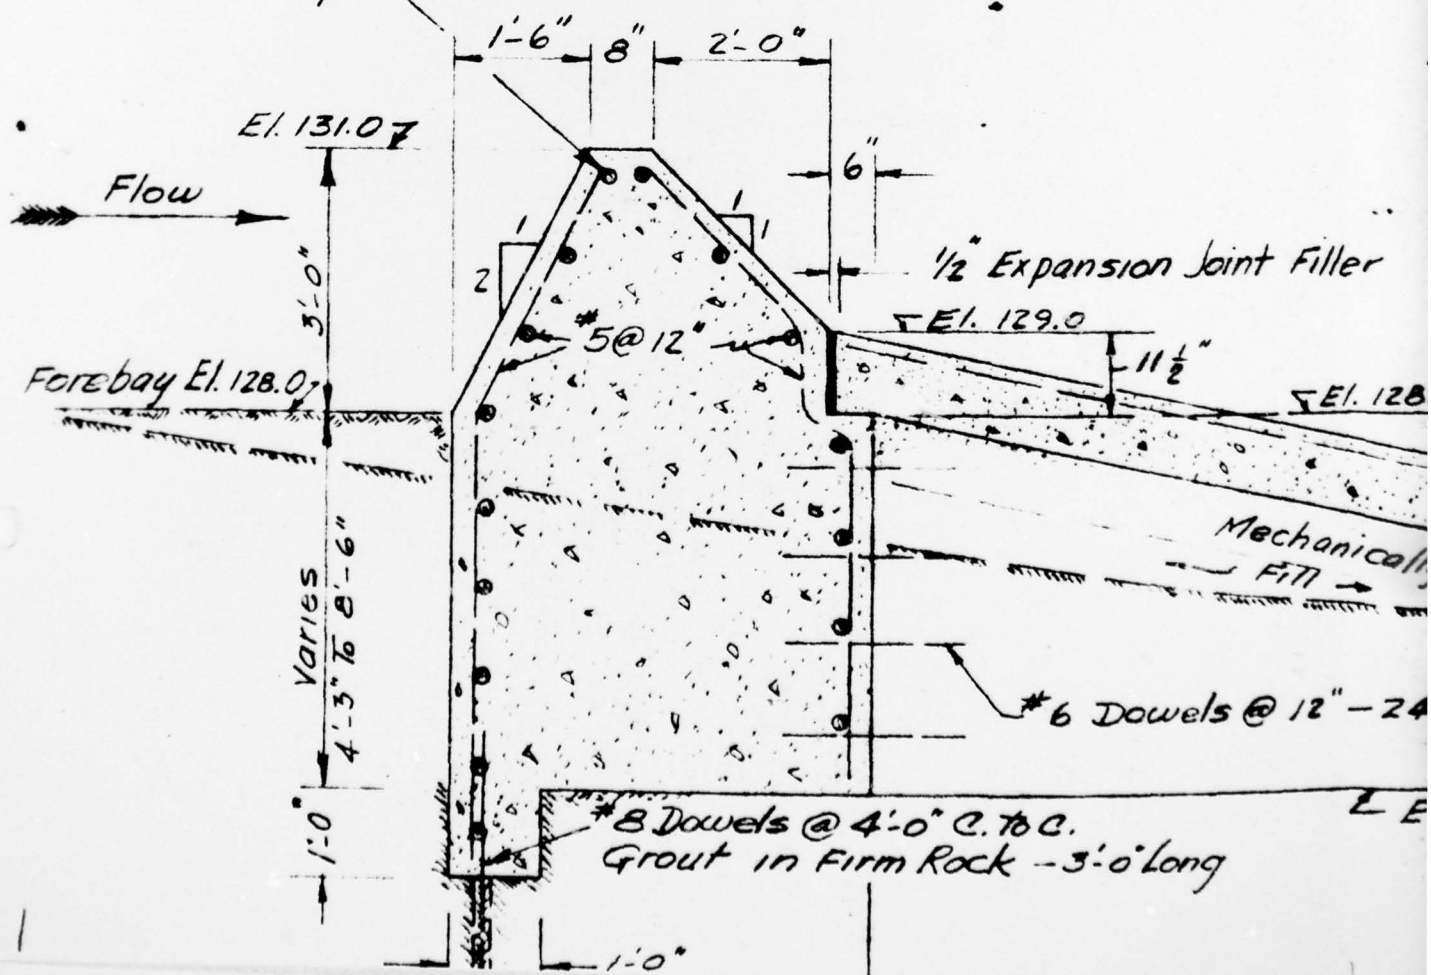 1'-6"
8"
2'-0"
El. 131.0
6"
Flow
1
2
1
1
3'-0"
1/2" Expansion Joint Filler
El. 129.0
#5@12"
11 1/2"
Forebay El. 128.0
El. 128
Varies
4'-3" To 8'-6"
Mechanically
Fill
#6 Dowels @ 12" - 24
1'-0"
#8 Dowels @ 4'-0" C. To C.
Grout in Firm Rock - 3'-0" Long
E
1'-0"